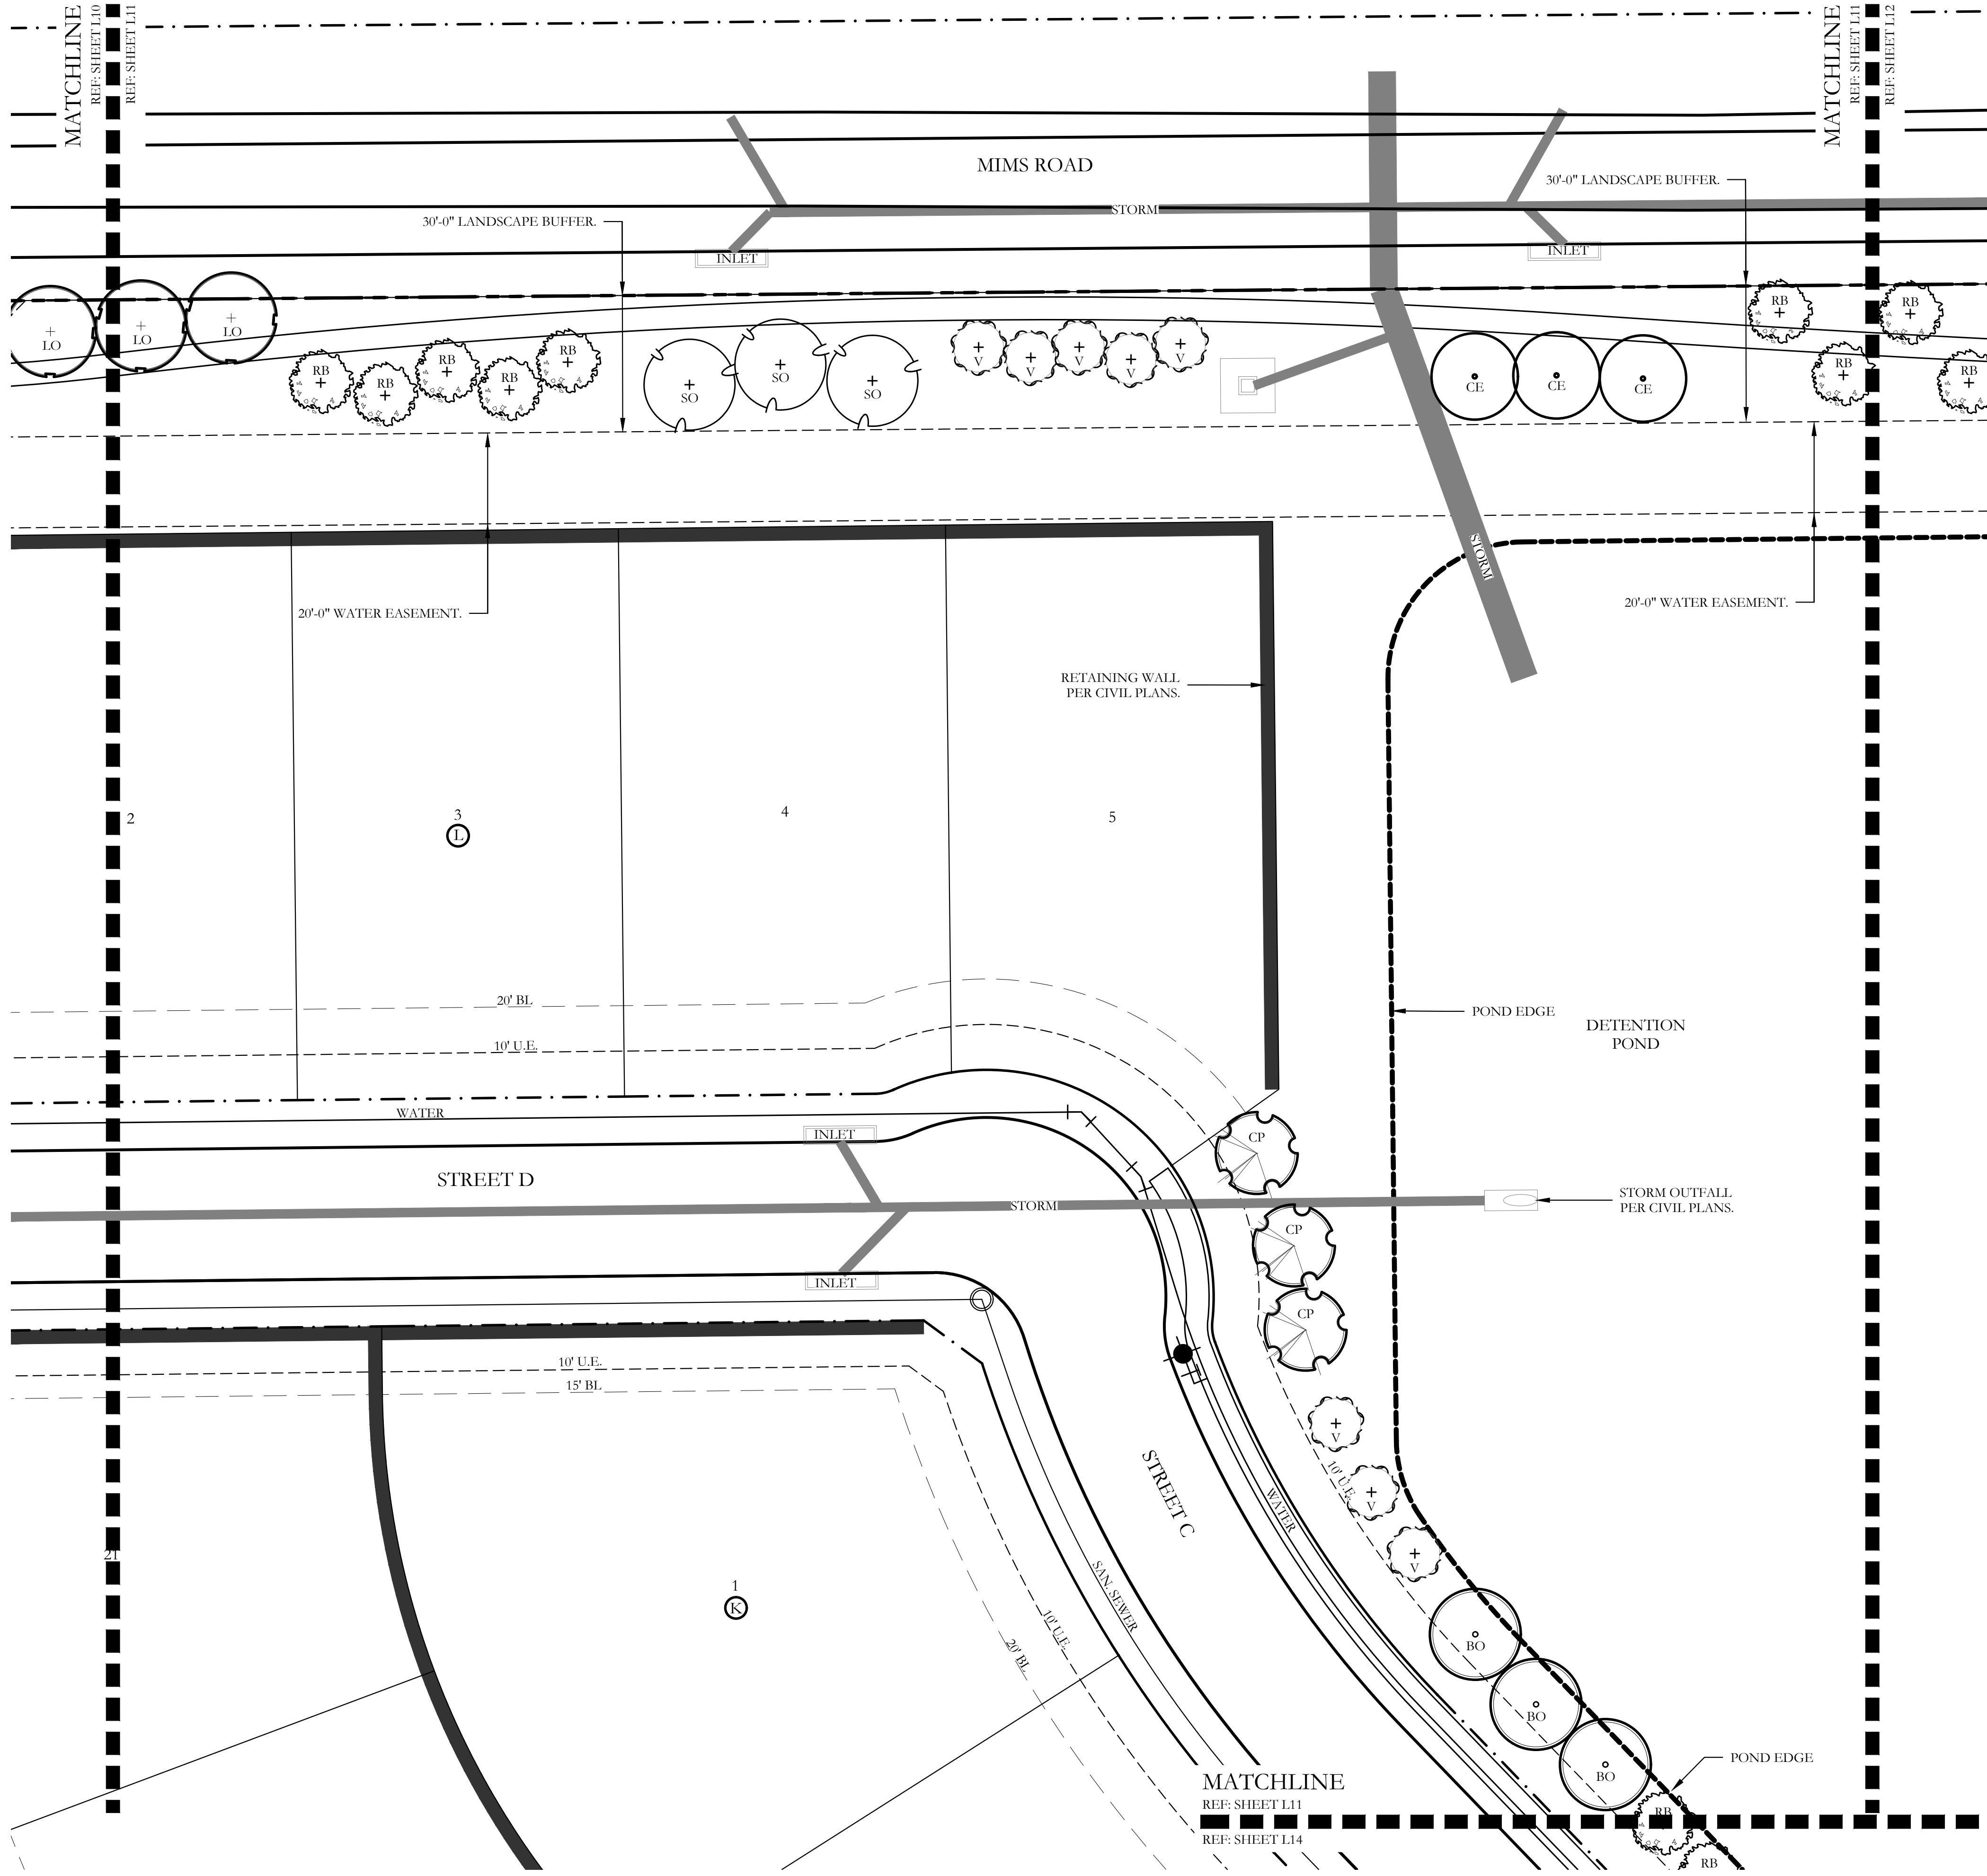 MATCHLINE
REF: SHEET L10
REF: SHEET L11
MATCHLINE
REF: SHEET L11
REF: SHEET L12
MIMS ROAD
30'-0" LANDSCAPE BUFFER.
30'-0" LANDSCAPE BUFFER.
STORM
INLET
INLET
LO
LO
LO
RB
RB
RB
RB
RB
SO
SO
SO
V
V
V
V
V
CE
CE
CE
RB
RB
RB
RB
STORM
20'-0" WATER EASEMENT.
20'-0" WATER EASEMENT.
RETAINING WALL
PER CIVIL PLANS.
2
3
L
4
5
20' BL
10' U.E.
POND EDGE
DETENTION
POND
WATER
INLET
STREET D
STORM
INLET
CP
CP
CP
STORM OUTFALL
PER CIVIL PLANS.
10' U.E.
15' BL
V
V
V
10' U.E.
STREET C
WATER
21
1
K
SAN. SEWER
10' U.E.
20' BL
BO
BO
BO
POND EDGE
MATCHLINE
REF: SHEET L11
REF: SHEET L14
RB
RB